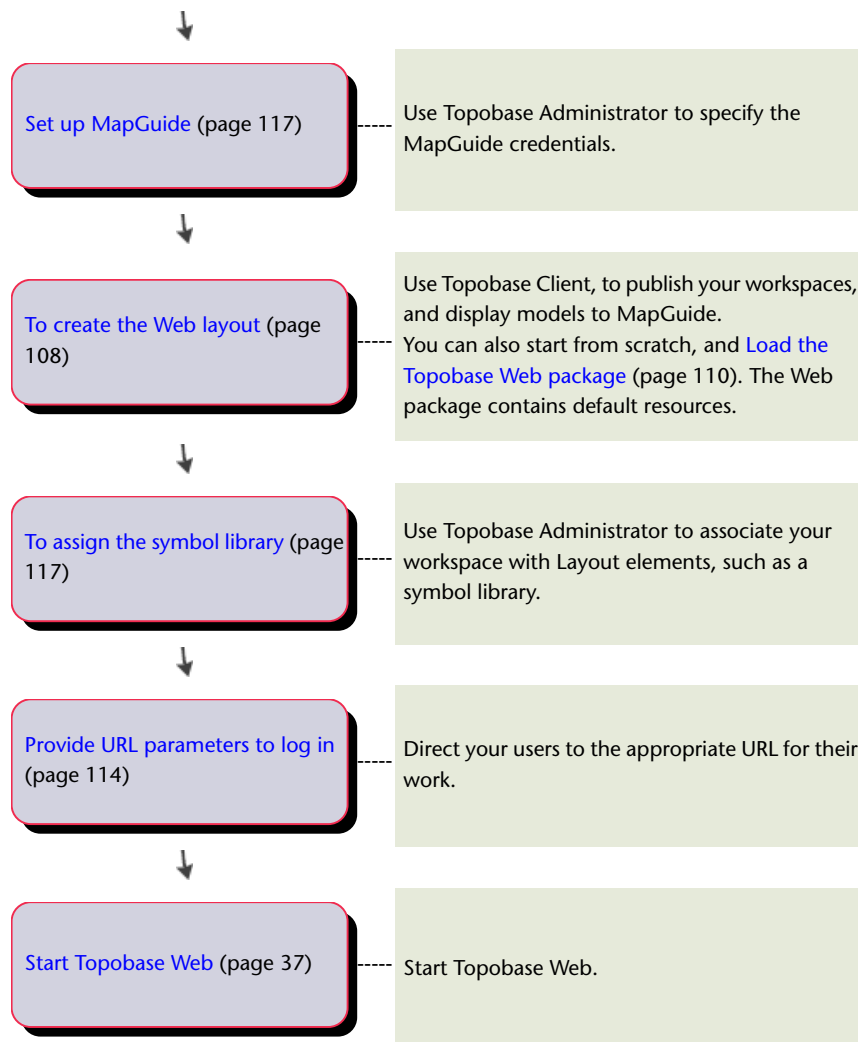 Set up MapGuide (page 117)
Use Topobase Administrator to specify the
MapGuide credentials.
To create the Web layout (page
108)
Use Topobase Client, to publish your workspaces,
and display models to MapGuide.
You can also start from scratch, and Load the
Topobase Web package (page 110). The Web
package contains default resources.
To assign the symbol library (page
117)
Use Topobase Administrator to associate your
workspace with Layout elements, such as a
symbol library.
Provide URL parameters to log in
(page 114)
Direct your users to the appropriate URL for their
work.
Start Topobase Web (page 37)
Start Topobase Web.